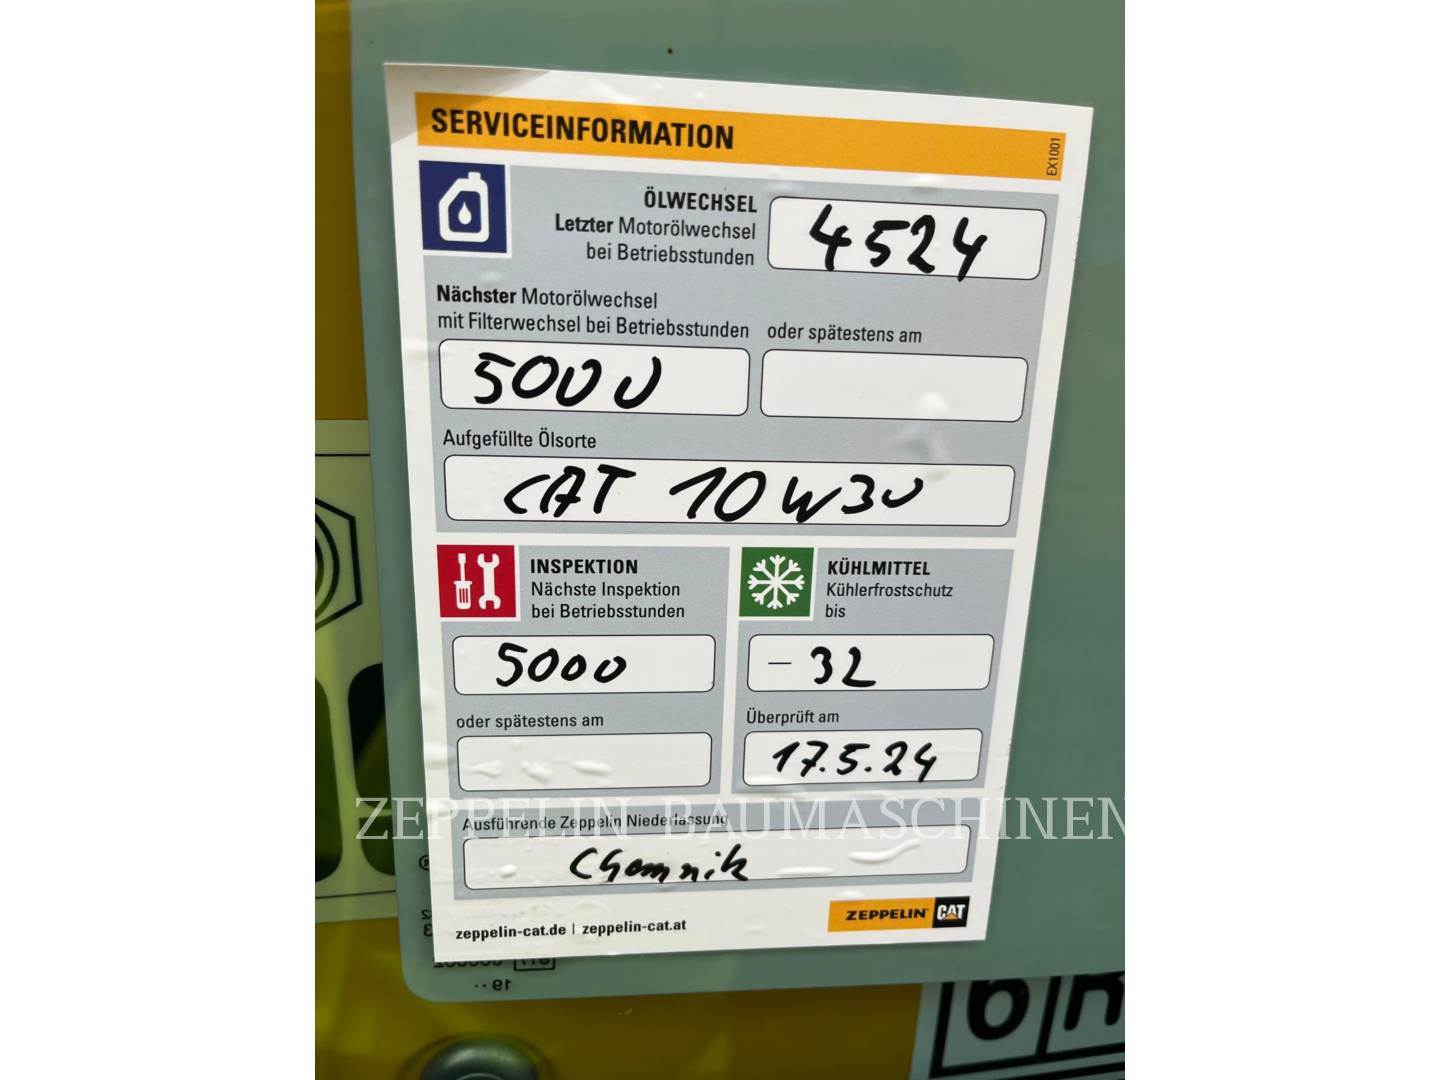 SERVICEINFORMATION
EX1001
ÖLWECHSEL
Letzter Motorölwechsel
bei Betriebsstunden
4524
Nächster Motorölwechsel
mit Filterwechsel bei Betriebsstunden
oder spätestens am
5000
Aufgefüllte Ölsorte
CAT 10W30
INSPEKTION
Nächste Inspektion
bei Betriebsstunden
5000
oder spätestens am
KÜHLMITTEL
Kühlerfrostschutz
bis
- 32
Überprüft am
17.5.24
ZEPPELIN BAUMASCHINEN
Ausführende Zeppelin Niederlassung
Chemnitz
zeppelin-cat.de | zeppelin-cat.at
ZEPPELIN CAT